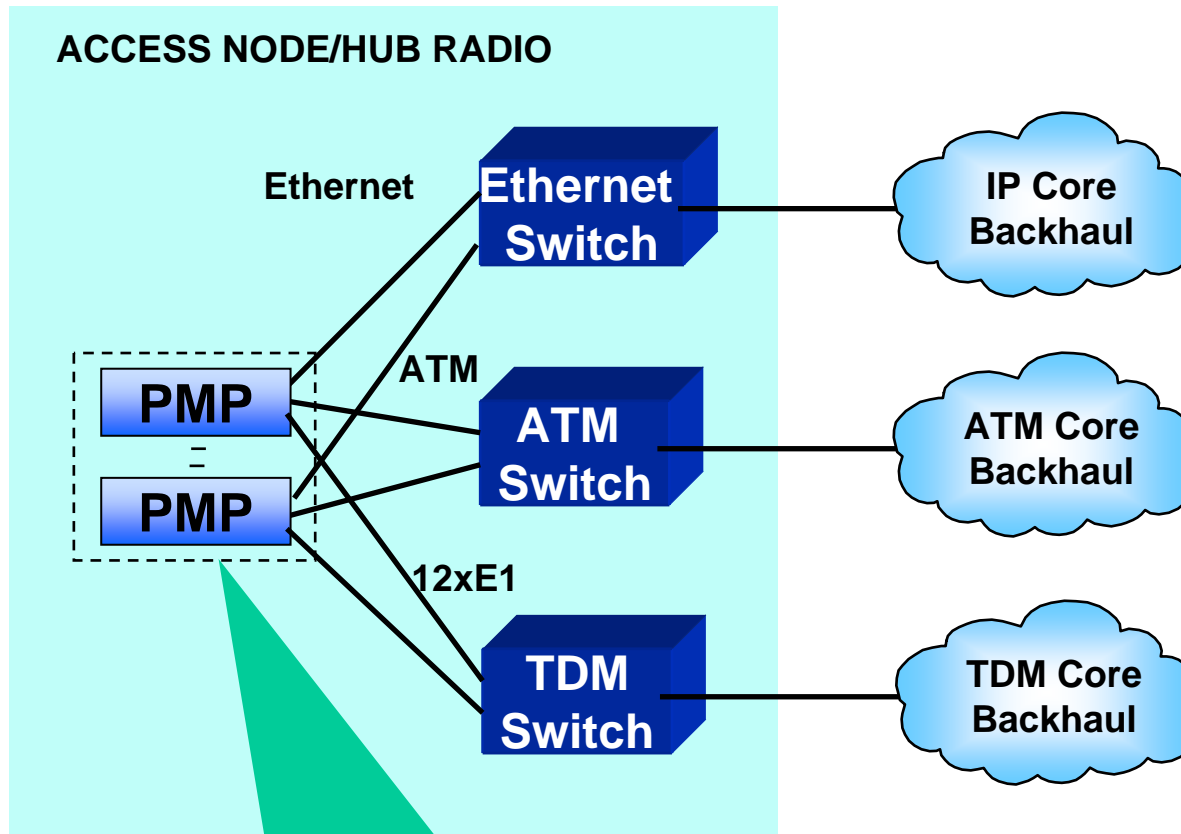 ACCESS NODE/HUB RADIO
Ethernet
Ethernet
Switch
IP Core
Backhaul
ATM
PMP
ATM
Switch
ATM Core
Backhaul
PMP
12xE1
TDM
Switch
TDM Core
Backhaul